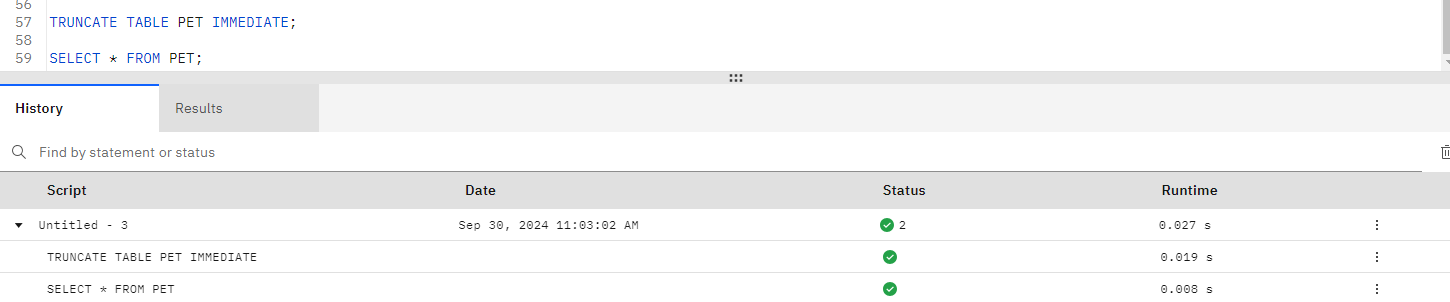 56
57 TRUNCATE TABLE PET IMMEDIATE;
58
59 SELECT * FROM PET;
History Results
Find by statement or status
Script Date Status Runtime
Untitled - 3 Sep 30, 2024 11:03:02 AM 2 0.027 s
TRUNCATE TABLE PET IMMEDIATE 0.019 s
SELECT * FROM PET 0.008 s